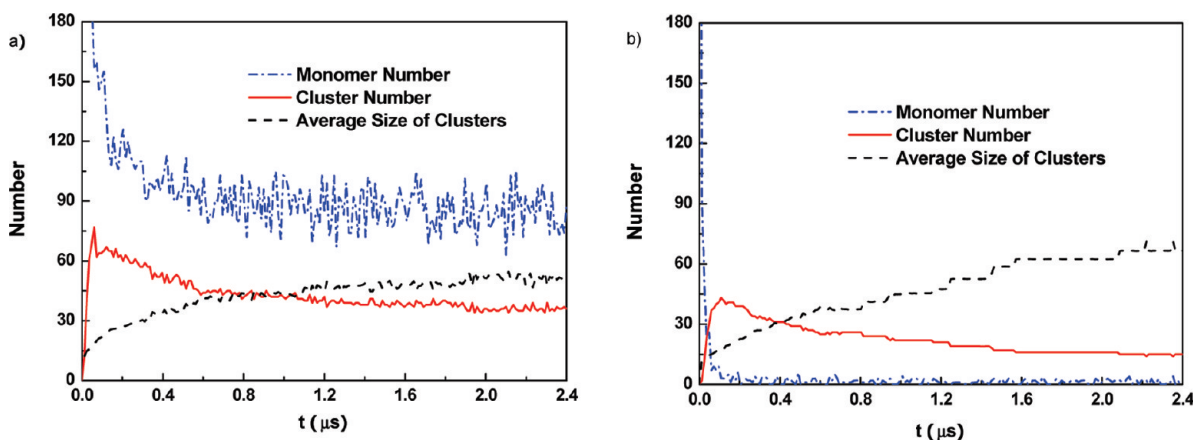 a)
180
150
120
90
60
30
0
Number
Monomer Number
Cluster Number
Average Size of Clusters
0.0 0.4 0.8 1.2 1.6 2.0 2.4
t (μs)
b)
180
150
120
90
60
30
0
Number
Monomer Number
Cluster Number
Average Size of Clusters
0.0 0.4 0.8 1.2 1.6 2.0 2.4
t (μs)